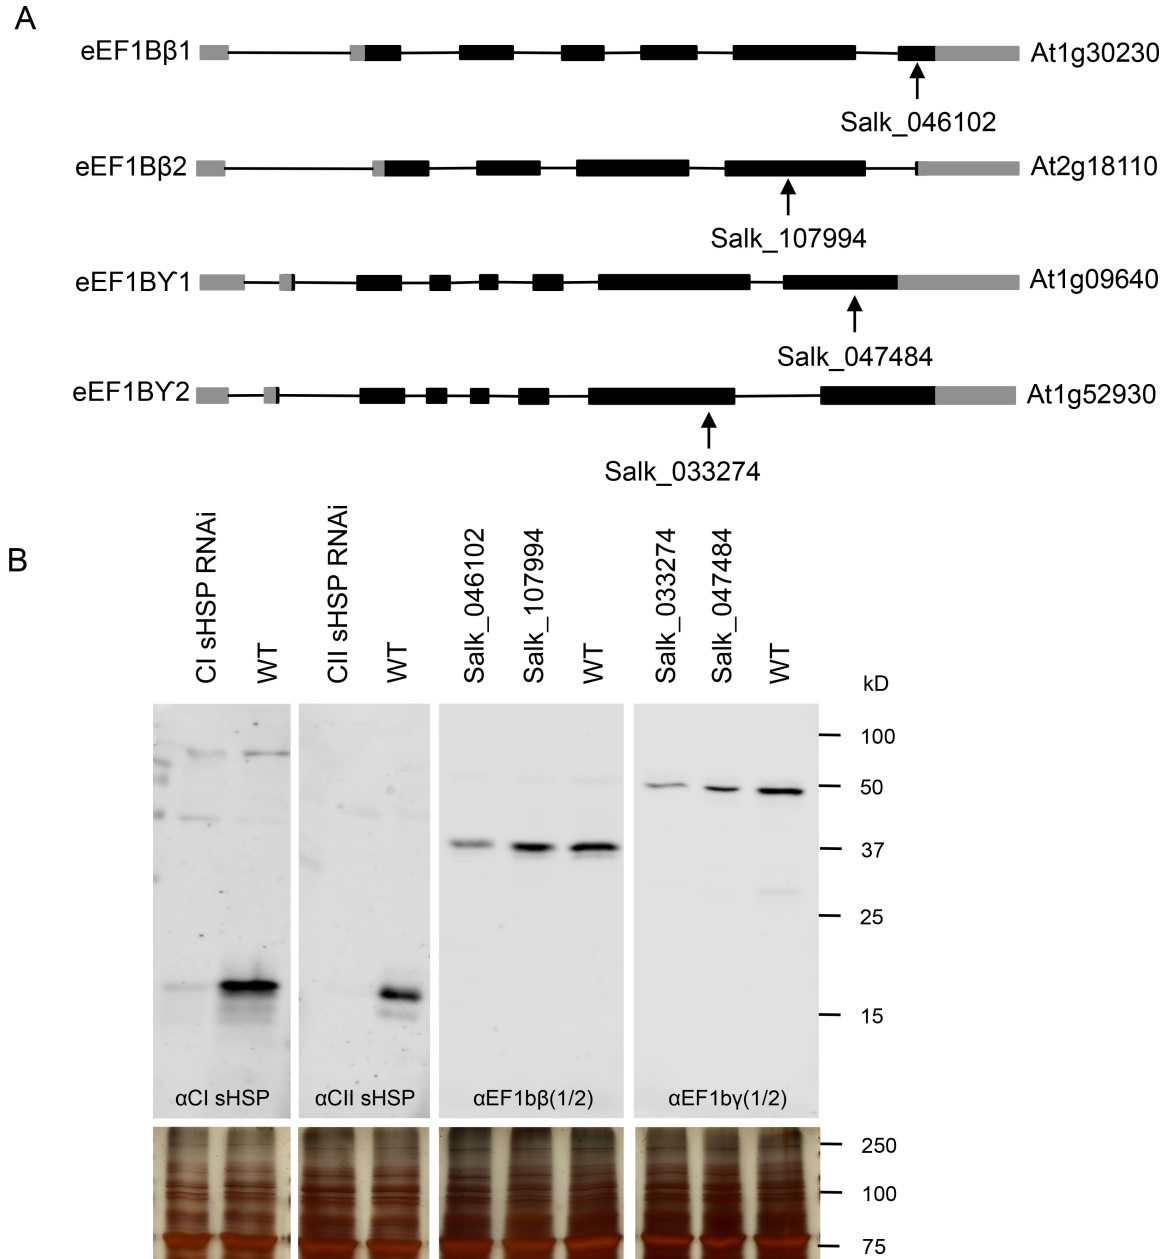 A
eEF1Bβ1 At1g30230
Salk_046102
eEF1Bβ2 At2g18110
Salk_107994
eEF1Bϒ1 At1g09640
Salk_047484
eEF1Bϒ2 At1g52930
Salk_033274
B
CI sHSP RNAi
WT
CII sHSP RNAi
WT
Salk_046102
Salk_107994
WT
Salk_033274
Salk_047484
WT
kD
100
50
37
25
15
αCI sHSP αCII sHSP αEF1bβ(1/2) αEF1bγ(1/2)
250
100
75